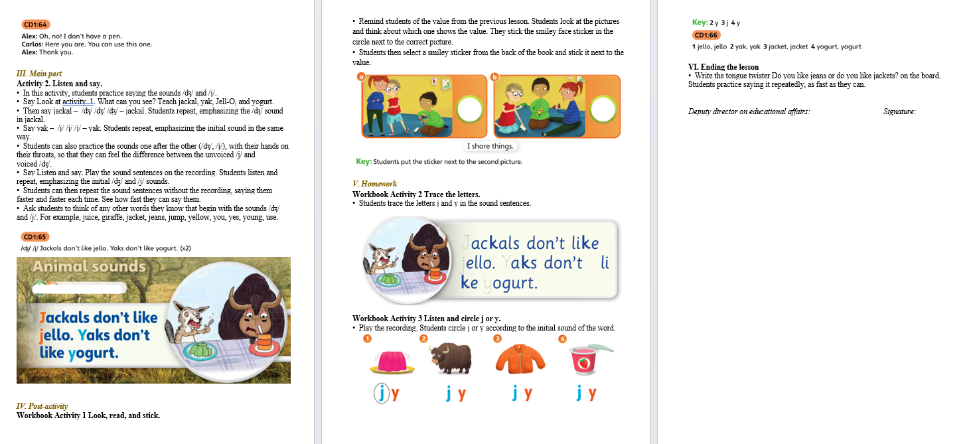 CD1:64
Alex: Oh, no! I don't have a pen.
Carlos: Here you are. You can use this one.
Alex: Thank you.
III. Main part
Activity 2. Listen and say.
• In this activity, students practice saying the sounds /dʒ/ and /j/.
• Say Look at activity 1. What can you see? Teach jackal, yak, Jell-O, and yogurt.
• Then say jackal – /dʒ/ /dʒ/ /dʒ/ – jackal. Students repeat, emphasizing the /dʒ/ sound
in jackal.
• Say yak – /j/ /j/ /j/ – yak. Students repeat, emphasizing the initial sound in the same
way.
• Students can also practice the sounds one after the other (/dʒ/, /j/), with their hands on
their throats, so that they can feel the difference between the unvoiced /j/ and
voiced /dʒ/.
• Say Listen and say. Play the sound sentences on the recording. Students listen and
repeat, emphasizing the initial /dʒ/ and /j/ sounds.
• Students can then repeat the sound sentences without the recording, saying them
faster and faster each time. See how fast they can say them.
• Ask students to think of any other words they know that begin with the sounds /dʒ/
and /j/. For example, juice, giraffe, jacket, jeans, jump, yellow, you, yes, young, use.
CD1:65
/dʒ/ /j/ Jackals don't like jello. Yaks don't like yogurt. (x2)
Animal sounds
Jackals don't like
jello. Yaks don't
like yogurt.
IV. Post-activity
Workbook Activity 1 Look, read, and stick.
• Remind students of the value from the previous lesson. Students look at the pictures
and think about which one shows the value. They stick the smiley face sticker in the
circle next to the correct picture.
• Students then select a smiley sticker from the back of the book and stick it next to the
value.
a
b
I share things.
Key: Students put the sticker next to the second picture.
V. Homework
Workbook Activity 2 Trace the letters.
• Students trace the letters j and y in the sound sentences.
Jackals don't like
jello. Yaks don't li
ke yogurt.
Workbook Activity 3 Listen and circle j or y.
• Play the recording. Students circle j or y according to the initial sound of the word.
1 2 3 4
j y j y j y j y
Key: 2 y 3 j 4 y
CD1:66
1 jello, jello 2 yak, yak 3 jacket, jacket 4 yogurt, yogurt
VI. Ending the lesson
• Write the tongue twister Do you like jeans or do you like jackets? on the board.
Students practice saying it repeatedly, as fast as they can.
Deputy director on educational affairs: Signature: